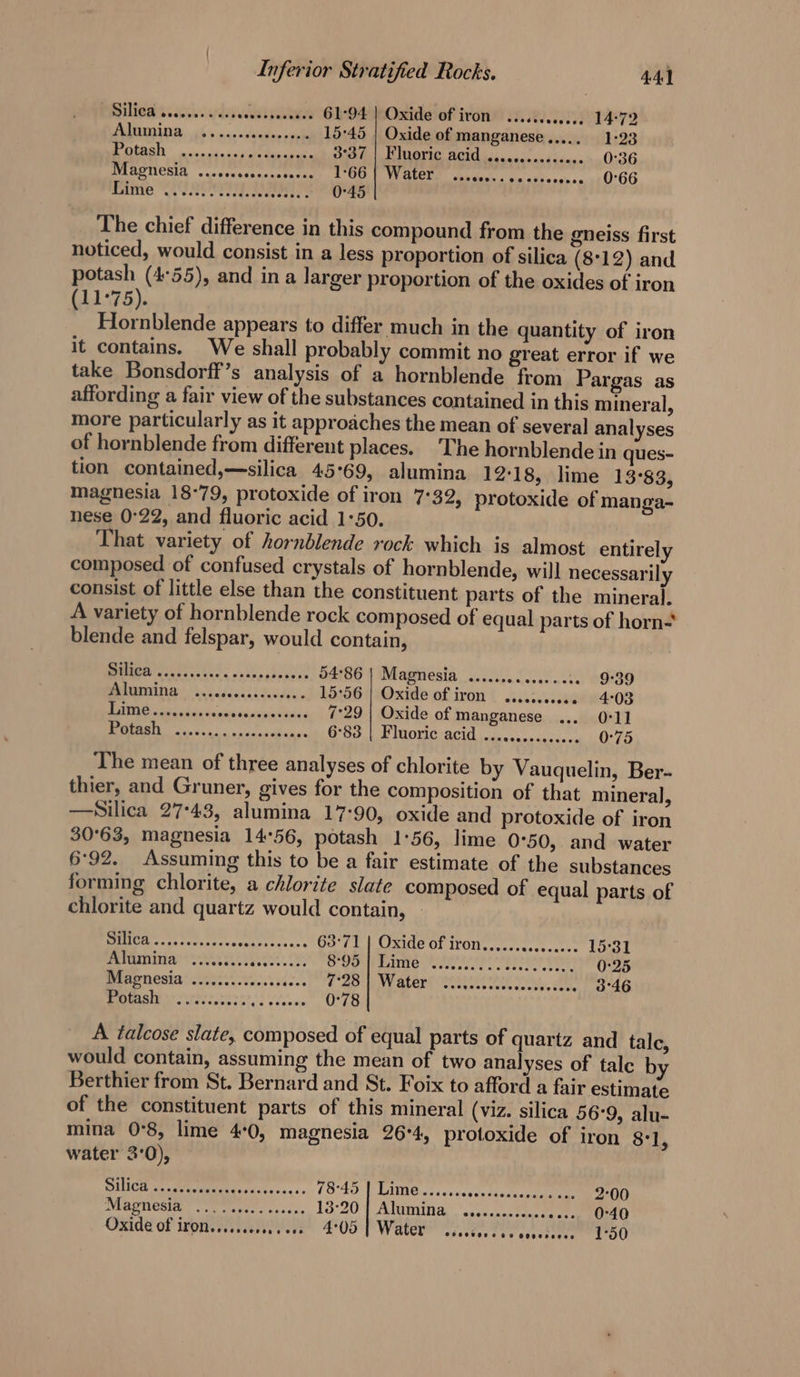 Inferior Stratified Rocks. 441
Silica ..................... 61·94 | Oxide of iron ............ 14·72
Alumina .................. 15·45 | Oxide of manganese ..... 1·23
Potash ..................... 3·37 | Fluoric acid ............... 0·36
Magnesia .................. 1·66 | Water ..................... 0·66
Lime ........................ 0·45
The chief difference in this compound from the gneiss first
noticed, would consist in a less proportion of silica (8·12) and
potash (4·55), and in a larger proportion of the oxides of iron
(11·75).
Hornblende appears to differ much in the quantity of iron
it contains. We shall probably commit no great error if we
take Bonsdorff's analysis of a hornblende from Pargas as
affording a fair view of the substances contained in this mineral,
more particularly as it approaches the mean of several analyses
of hornblende from different places. The hornblende in ques-
tion contained,—silica 45·69, alumina 12·18, lime 13·83,
magnesia 18·79, protoxide of iron 7·32, protoxide of manga-
nese 0·22, and fluoric acid 1·50.
That variety of hornblende rock which is almost entirely
composed of confused crystals of hornblende, will necessarily
consist of little else than the constituent parts of the mineral.
A variety of hornblende rock composed of equal parts of horn-
blende and felspar, would contain,
Silica ..................... 54·86 | Magnesia .................. 9·39
Alumina .................. 15·56 | Oxide of iron ............ 4·03
Lime ........................ 7·29 | Oxide of manganese ... 0·11
Potash ..................... 6·83 | Fluoric acid ............... 0·75
The mean of three analyses of chlorite by Vauquelin, Ber-
thier, and Gruner, gives for the composition of that mineral,
—Silica 27·43, alumina 17·90, oxide and protoxide of iron
30·63, magnesia 14·56, potash 1·56, lime 0·50, and water
6·92. Assuming this to be a fair estimate of the substances
forming chlorite, a chlorite slate composed of equal parts of
chlorite and quartz would contain,
Silica ........................ 63·71 | Oxide of iron............... 15·31
Alumina .................. 8·95 | Lime ..................... 0·25
Magnesia .................. 7·28 | Water ..................... 3·46
Potash ..................... 0·78
A talcose slate, composed of equal parts of quartz and talc,
would contain, assuming the mean of two analyses of talc by
Berthier from St. Bernard and St. Foix to afford a fair estimate
of the constituent parts of this mineral (viz. silica 56·9, alu-
mina 0·8, lime 4·0, magnesia 26·4, protoxide of iron 8·1,
water 3·0),
Silica ........................ 78·45 | Lime ........................ 2·00
Magnesia .................. 13·20 | Alumina .................. 0·40
Oxide of iron............... 4·05 | Water ..................... 1·50